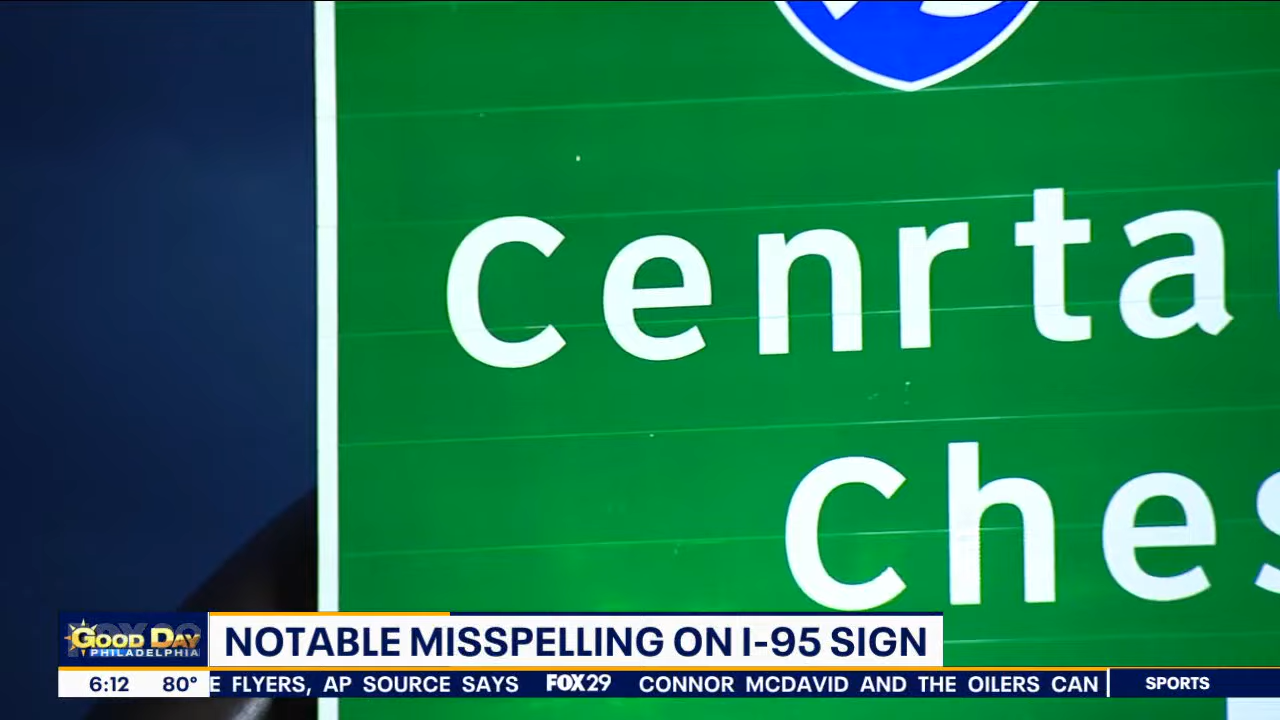 Cenrta
Ches
GOOD DAY
PHILADELPHIA
NOTABLE MISSPELLING ON I-95 SIGN
6:12 80° E FLYERS, AP SOURCE SAYS FOX29 CONNOR MCDAVID AND THE OILERS CAN SPORTS